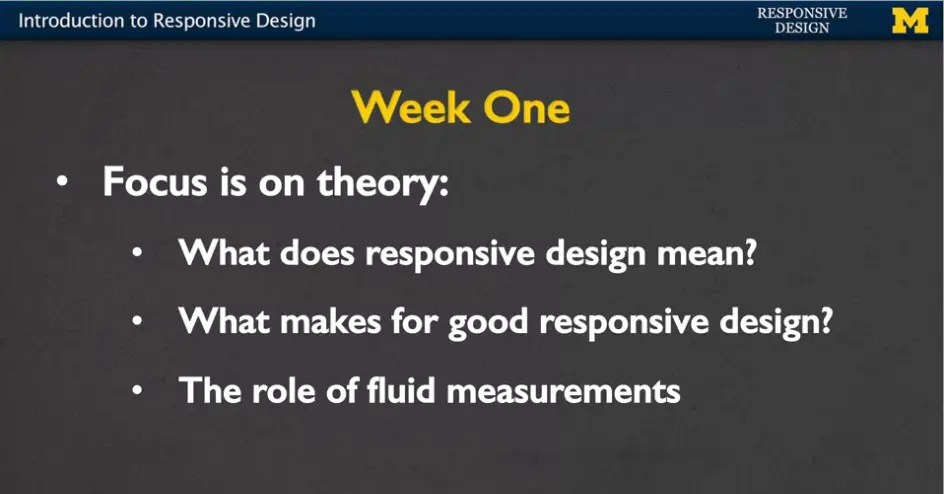 Introduction to Responsive Design
RESPONSIVE
DESIGN
M
Week One
• Focus is on theory:
• What does responsive design mean?
• What makes for good responsive design?
• The role of fluid measurements